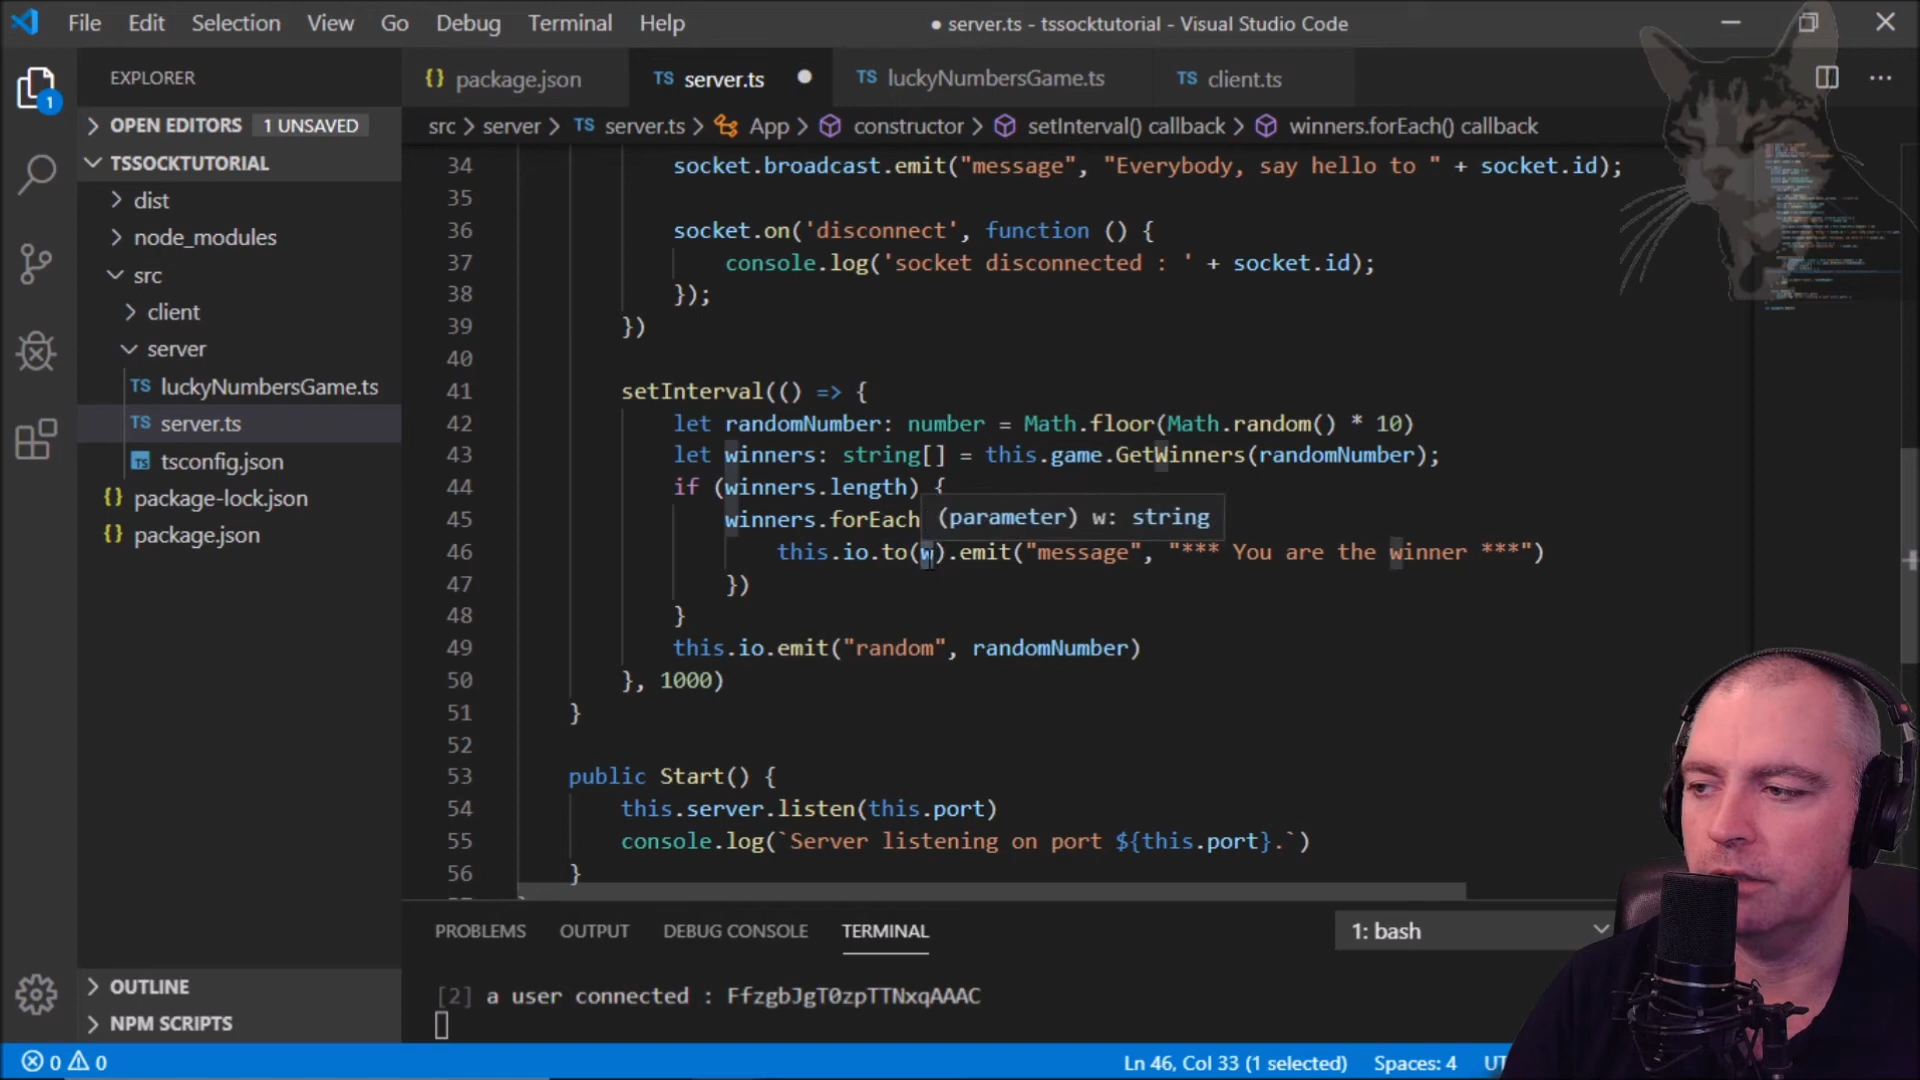 File Edit Selection View Go Debug Terminal Help
● server.ts - tssocktutorial - Visual Studio Code
EXPLORER
OPEN EDITORS 1 UNSAVED
TSSOCKTUTORIAL
dist
node_modules
src
client
server
TS luckyNumbersGame.ts
TS server.ts
tsconfig.json
{} package-lock.json
{} package.json
OUTLINE
NPM SCRIPTS
1
{} package.json TS server.ts TS luckyNumbersGame.ts TS client.ts
src > server > TS server.ts > App > constructor > setInterval() callback > winners.forEach() callback
34 socket.broadcast.emit("message", "Everybody, say hello to " + socket.id);
35
36 socket.on('disconnect', function () {
37 console.log('socket disconnected : ' + socket.id);
38 });
39 })
40
41 setInterval(() => {
42 let randomNumber: number = Math.floor(Math.random() * 10)
43 let winners: string[] = this.game.GetWinners(randomNumber);
44 if (winners.length) {
45 winners.forEach
(parameter) w: string
46 this.io.to(w).emit("message", "*** You are the winner ***")
47 })
48 }
49 this.io.emit("random", randomNumber)
50 }, 1000)
51 }
52
53 public Start() {
54 this.server.listen(this.port)
55 console.log(`Server listening on port ${this.port}.`)
56 }
PROBLEMS OUTPUT DEBUG CONSOLE TERMINAL 1: bash
[2] a user connected : FfzgbJgT0zpTTNxqAAAC
0 0 Ln 46, Col 33 (1 selected) Spaces: 4